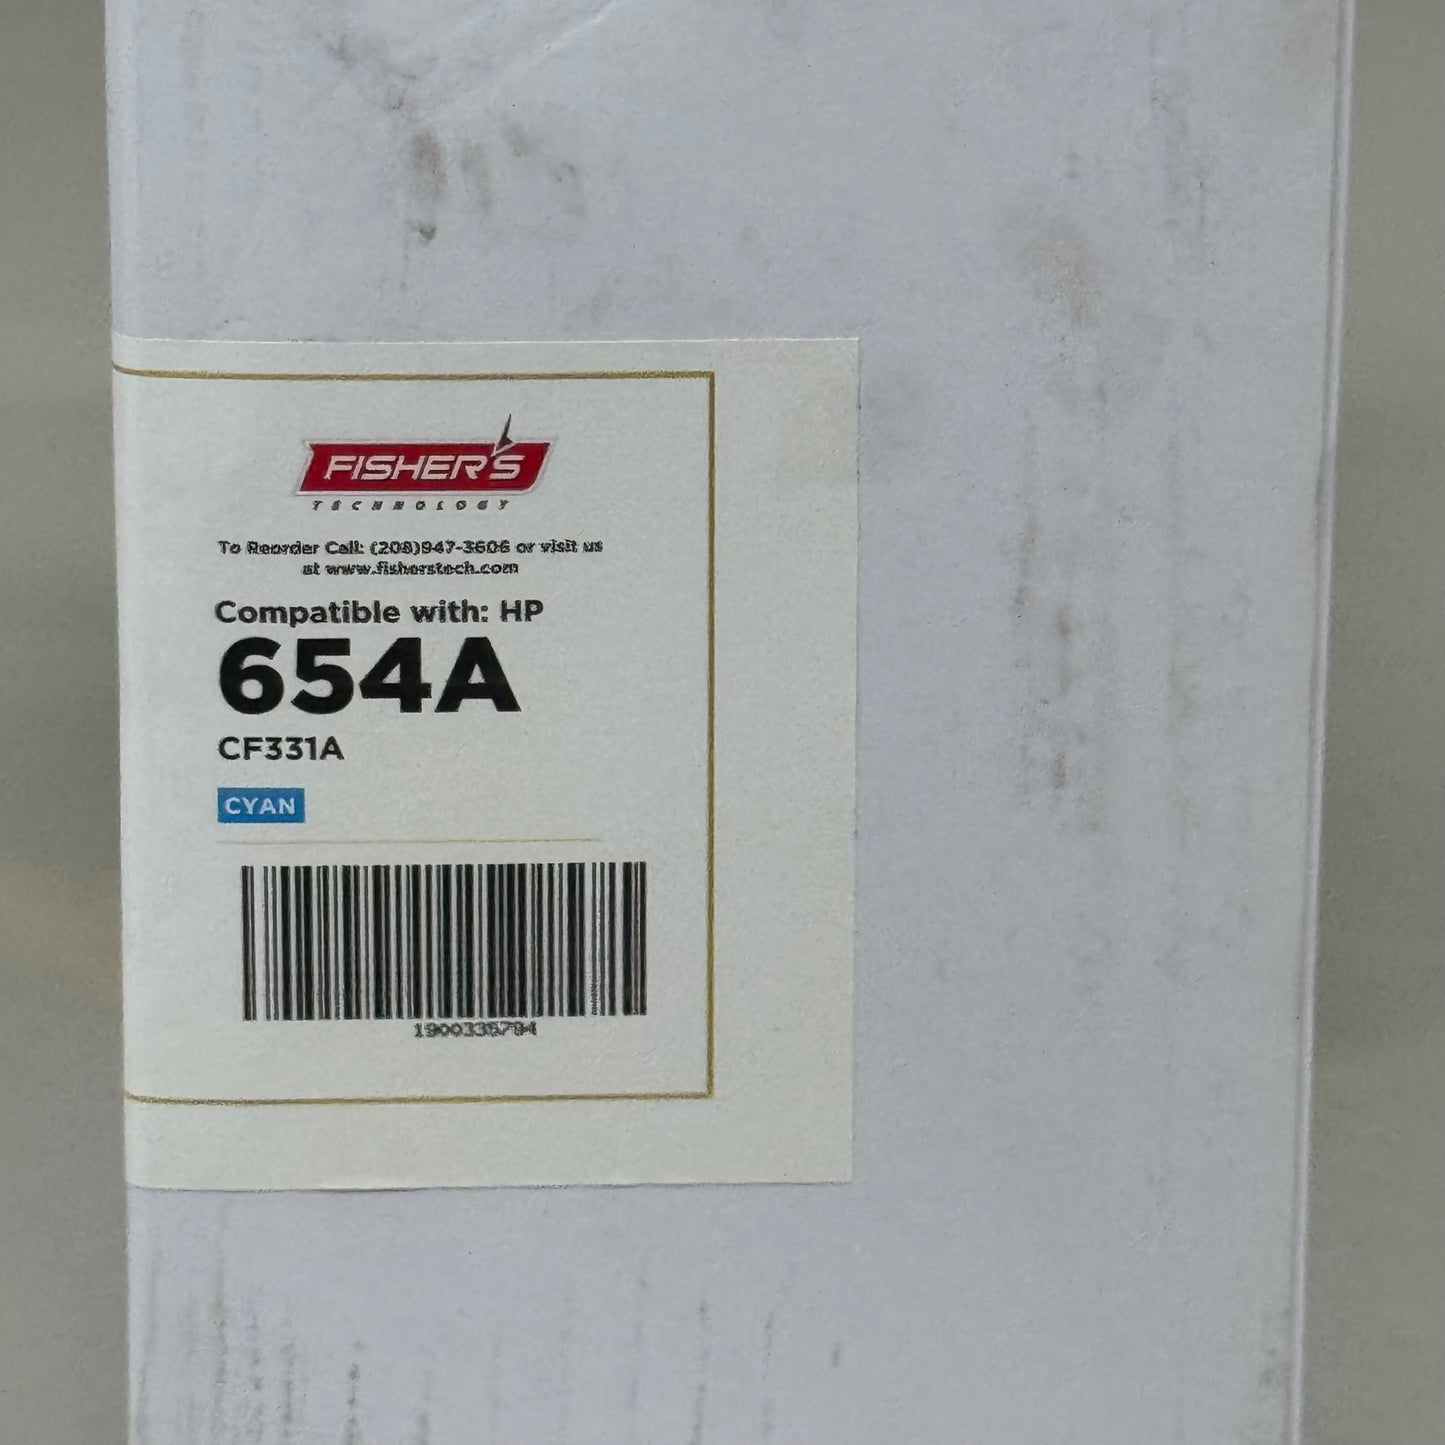 FISHER'S
TECHNOLOGY
To Reorder Call: (208)947-3606 or visit us
at www.fisherstech.com
Compatible with: HP
654A
CF331A
CYAN